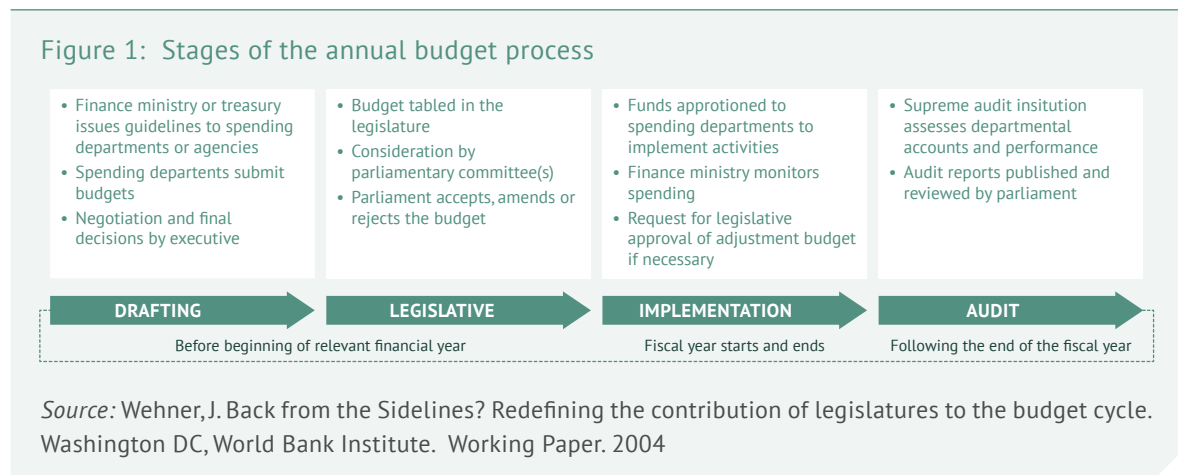 Figure 1: Stages of the annual budget process
• Finance ministry or treasury
issues guidelines to spending
departments or agencies
• Spending departents submit
budgets
• Negotiation and final
decisions by executive
• Budget tabled in the
legislature
• Consideration by
parliamentary committee(s)
• Parliament accepts, amends or
rejects the budget
• Funds approtioned to
spending departments to
implement activities
• Finance ministry monitors
spending
• Request for legislative
approval of adjustment budget
if necessary
• Supreme audit insitution
assesses departmental
accounts and performance
• Audit reports published and
reviewed by parliament
DRAFTING
LEGISLATIVE
IMPLEMENTATION
AUDIT
Before beginning of relevant financial year
Fiscal year starts and ends
Following the end of the fiscal year
Source: Wehner, J. Back from the Sidelines? Redefining the contribution of legislatures to the budget cycle.
Washington DC, World Bank Institute. Working Paper. 2004